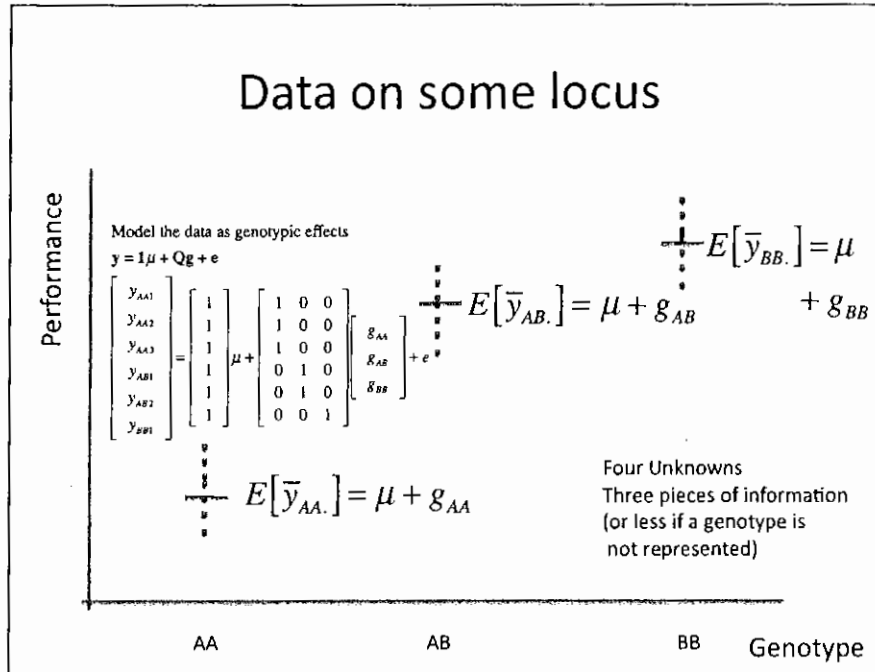 Data on some locus
Performance
Model the data as genotypic effects
y = 1μ + Qg + e
[y_AA1 y_AA2 y_AA3 y_AB1 y_AB2 y_BB1] = [1 1 1 1 1 1] μ + [1 0 0
1 0 0
1 0 0
0 1 0
0 1 0
0 0 1] [g_AA g_AB g_BB] + e
E[ȳ_BB.] = μ
+ g_BB
E[ȳ_AB.] = μ + g_AB
E[ȳ_AA.] = μ + g_AA
Four Unknowns
Three pieces of information
(or less if a genotype is
not represented)
AA
AB
BB
Genotype